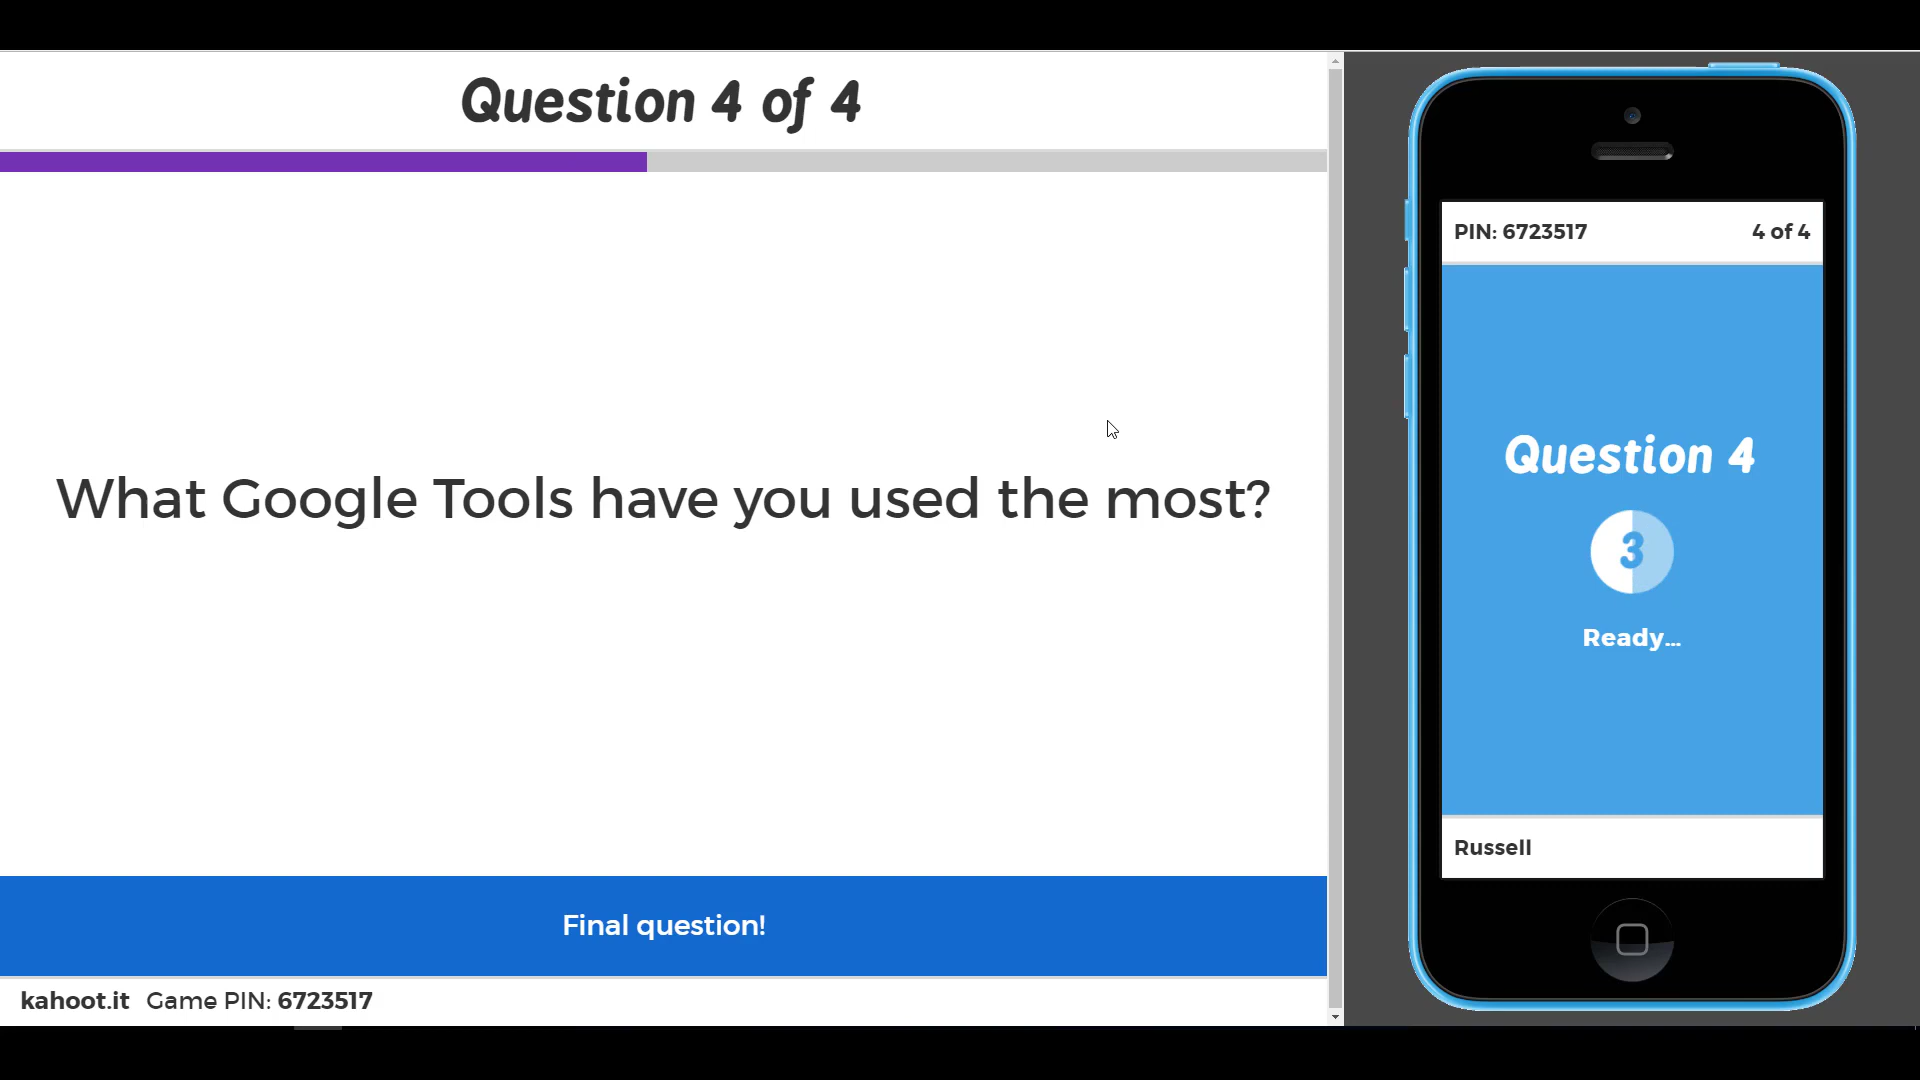 Question 4 of 4
What Google Tools have you used the most?
Final question!
kahoot.it Game PIN: 6723517
PIN: 6723517 4 of 4
Question 4
3
Ready...
Russell